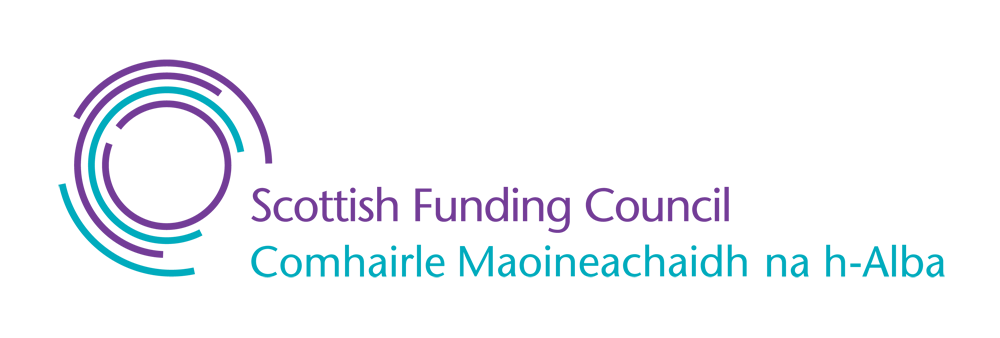 Scottish Funding Council
Comhairle Maoineachaidh na h-Alba